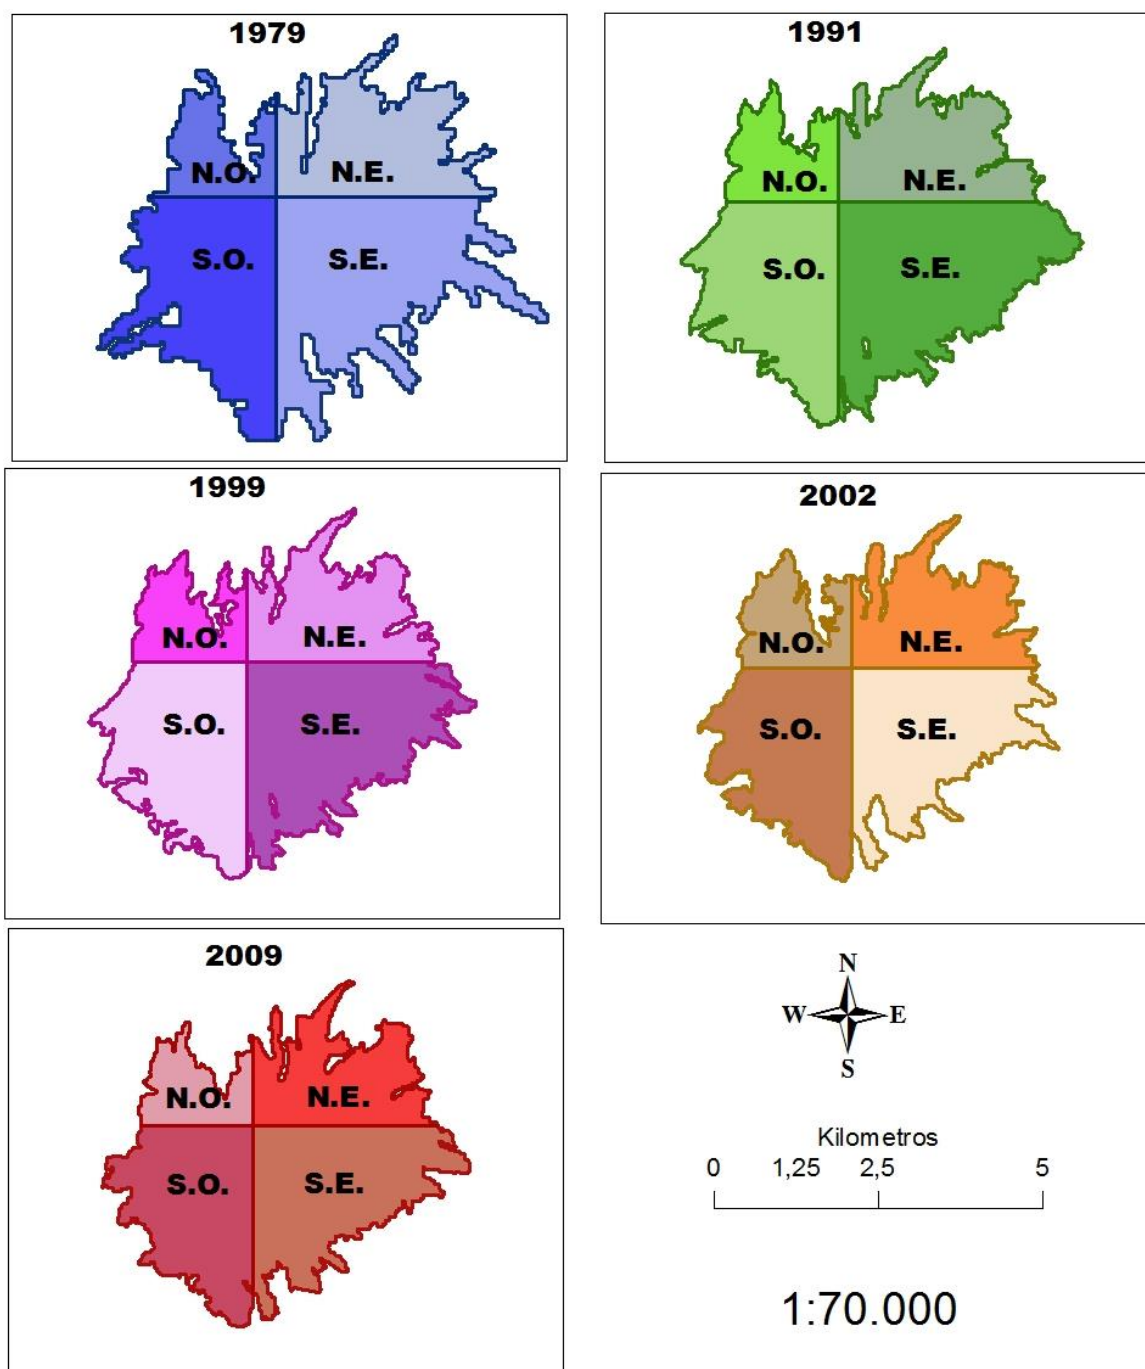 1979
N.O.
N.E.
S.O.
S.E.
1991
N.O.
N.E.
S.O.
S.E.
1999
N.O.
N.E.
S.O.
S.E.
2002
N.O.
N.E.
S.O.
S.E.
2009
N.O.
N.E.
S.O.
S.E.
N
W E
S
Kilometros
0 1,25 2,5 5
1:70.000